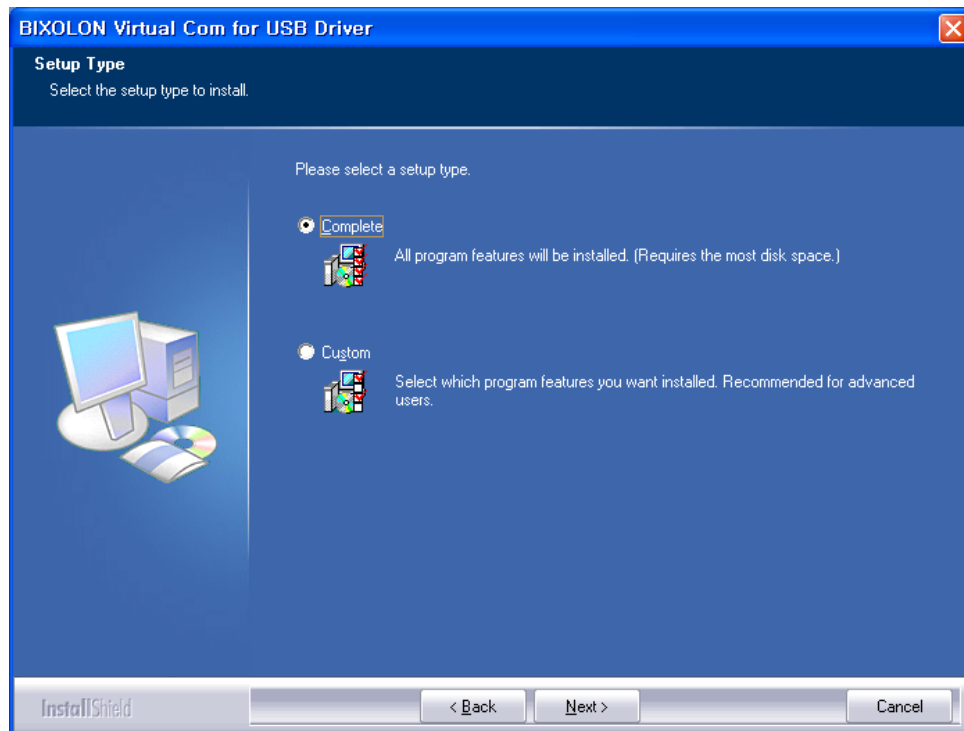 BIXOLON Virtual Com for USB Driver
Setup Type
Select the setup type to install.
Please select a setup type.
Complete
All program features will be installed. (Requires the most disk space.)
Custom
Select which program features you want installed. Recommended for advanced
users.
InstallShield
< Back
Next >
Cancel